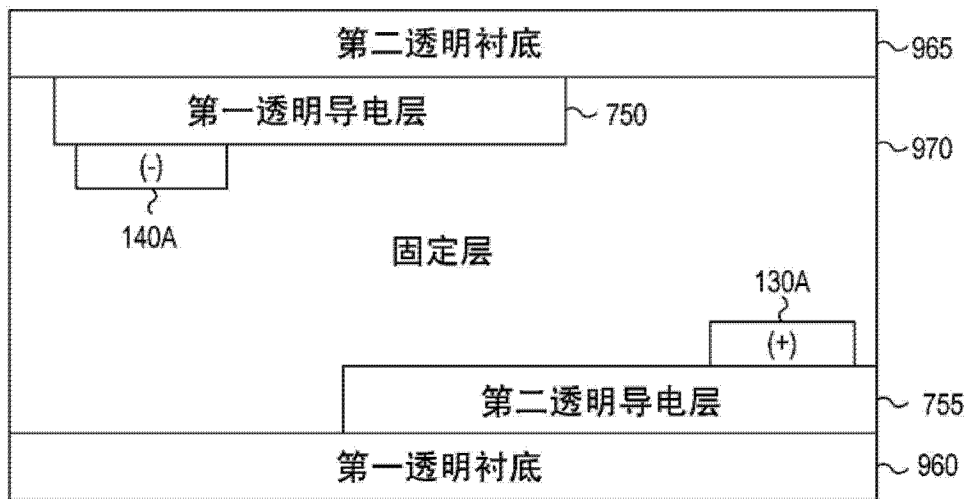 第二透明衬底
965
第一透明导电层
750
970
(-)
140A
固定层
130A
(+)
第二透明导电层
755
第一透明衬底
960